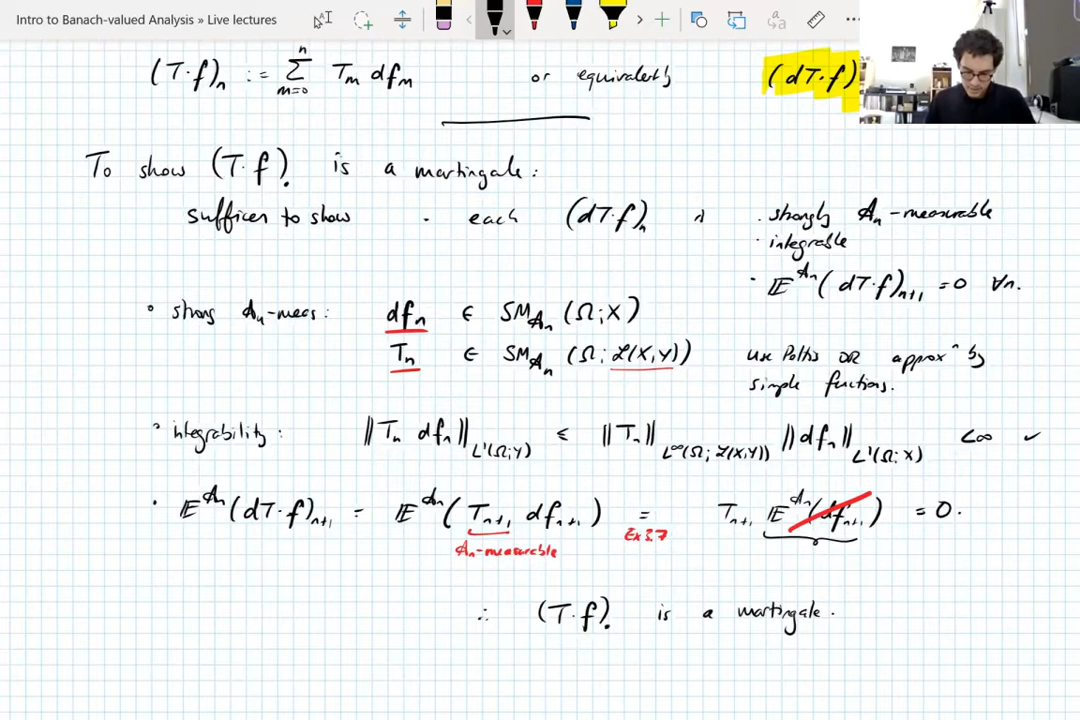 Intro to Banach-valued Analysis » Live lectures
(T·f)ₙ := Σ_{m=0}^{n} Tₘ dfₘ or equivalently (dT·f)
To show (T·f)• is a martingale:
Suffices to show · each (dT·f)ₙ is · strongly 𝒜ₙ-measurable
· integrable
· 𝔼^{𝒜ₙ}(dT·f)ₙ₊₁ = 0 ∀n.
• strong 𝒜ₙ-meas: dfₙ ∈ SM_{𝒜ₙ}(Ω;X)
Tₙ ∈ SM_{𝒜ₙ}(Ω; ℒ(X,Y)) use Pettis OR approxⁿ by
simple functions.
• integrability: ‖Tₙ dfₙ‖_{L¹(Ω;Y)} ≤ ‖Tₙ‖_{L^∞(Ω; ℒ(X,Y))} ‖dfₙ‖_{L¹(Ω;X)} < ∞ ✓
• 𝔼^{𝒜ₙ}(dT·f)ₙ₊₁ = 𝔼^{𝒜ₙ}(Tₙ₊₁ dfₙ₊₁) = Tₙ₊₁ 𝔼^{𝒜ₙ}(dfₙ₊₁) = 0.
𝒜ₙ-measurable Ex 3.7
∴ (T·f)• is a martingale.